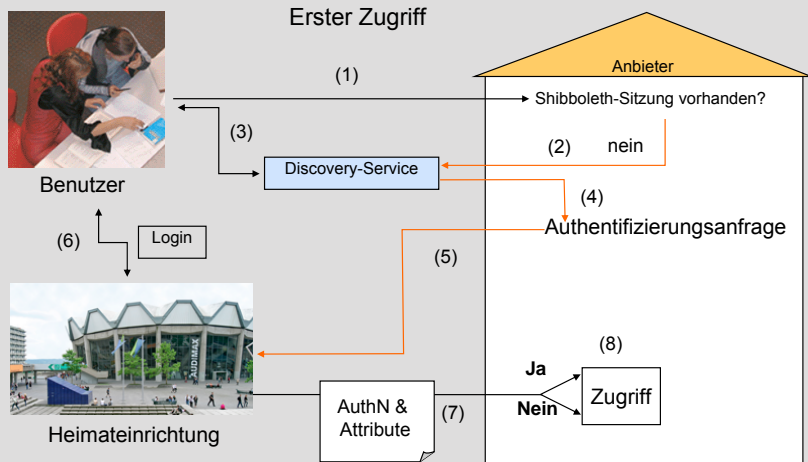 Erster Zugriff
Anbieter
(1)
Shibboleth-Sitzung vorhanden?
(3)
(2)
nein
Discovery-Service
Benutzer
(4)
Authentifizierungsanfrage
(6)
Login
(5)
AUDIMAX
(8)
Ja
Nein
Zugriff
AuthN &
Attribute
(7)
Heimateinrichtung